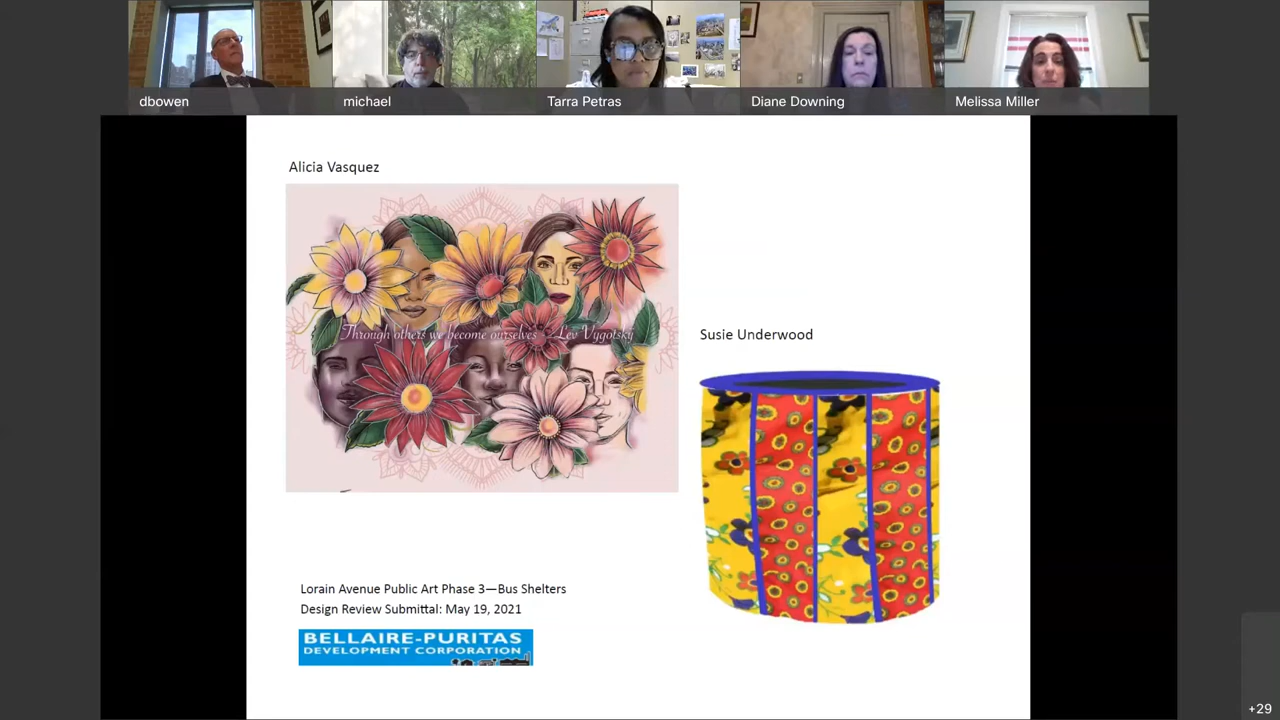 dbowen
michael
Tarra Petras
Diane Downing
Melissa Miller
Alicia Vasquez
Through others we become ourselves - Lev Vygotsky
Susie Underwood
Lorain Avenue Public Art Phase 3—Bus Shelters
Design Review Submittal: May 19, 2021
BELLAIRE-PURITAS
DEVELOPMENT CORPORATION
+29